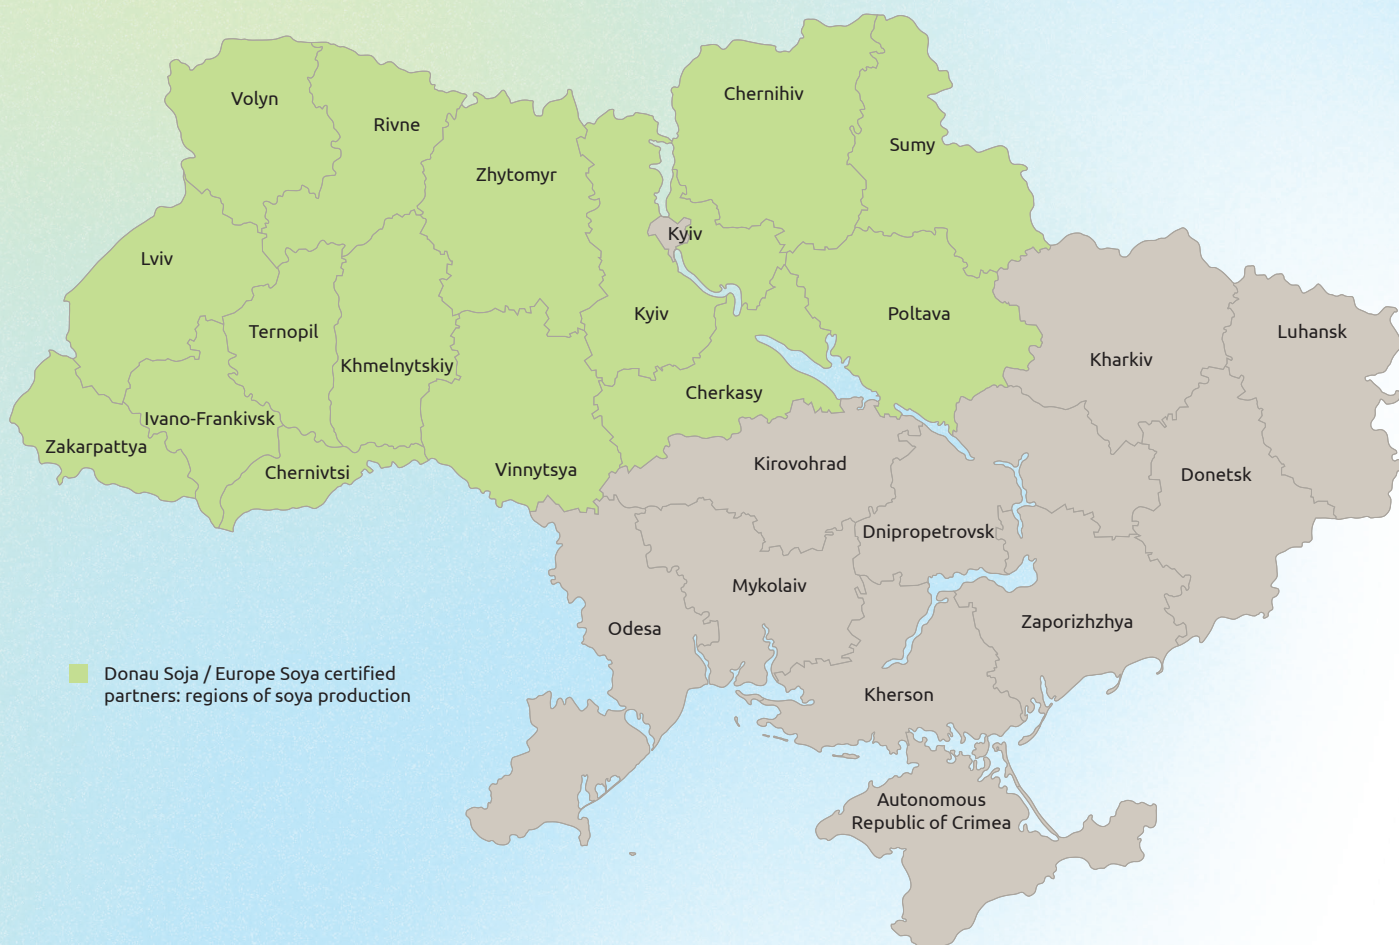 Volyn
Rivne
Chernihiv
Sumy
Zhytomyr
Kyiv
Lviv
Kyiv
Poltava
Ternopil
Luhansk
Khmelnytskiy
Kharkiv
Cherkasy
Ivano-Frankivsk
Zakarpattya
Chernivtsi
Vinnytsya
Kirovohrad
Donetsk
Dnipropetrovsk
Mykolaiv
Odesa
Zaporizhzhya
Kherson
Donau Soja / Europe Soya certified
partners: regions of soya production
Autonomous
Republic of Crimea